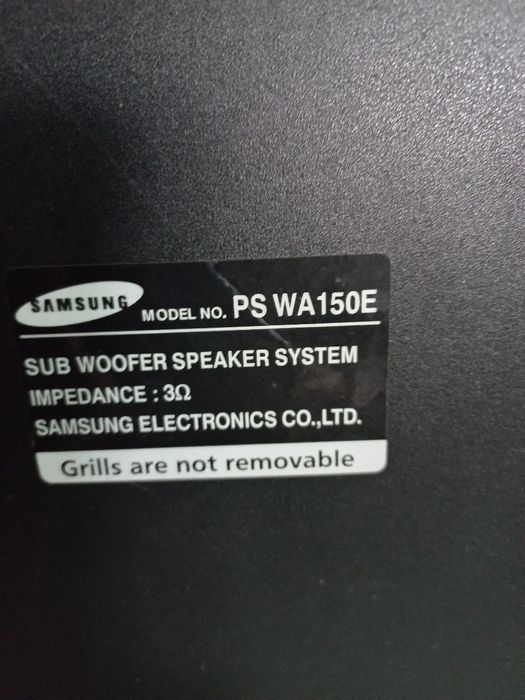 SAMSUNG MODEL NO. PS WA150E
SUB WOOFER SPEAKER SYSTEM
IMPEDANCE : 3Ω
SAMSUNG ELECTRONICS CO.,LTD.
Grills are not removable